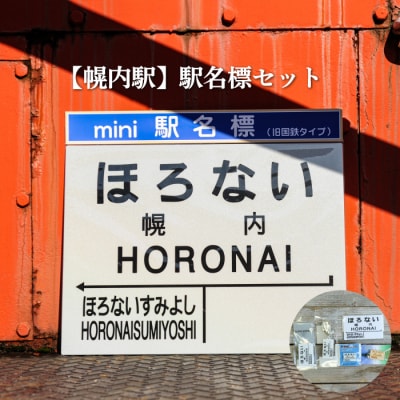 【幌内駅】駅名標セット
mini 駅名標（旧国鉄タイプ）
ほろない
幌内
HORONAI
ほろないすみよし
HORONAISUMIYOSHI
ほろない
幌内
HORONAI